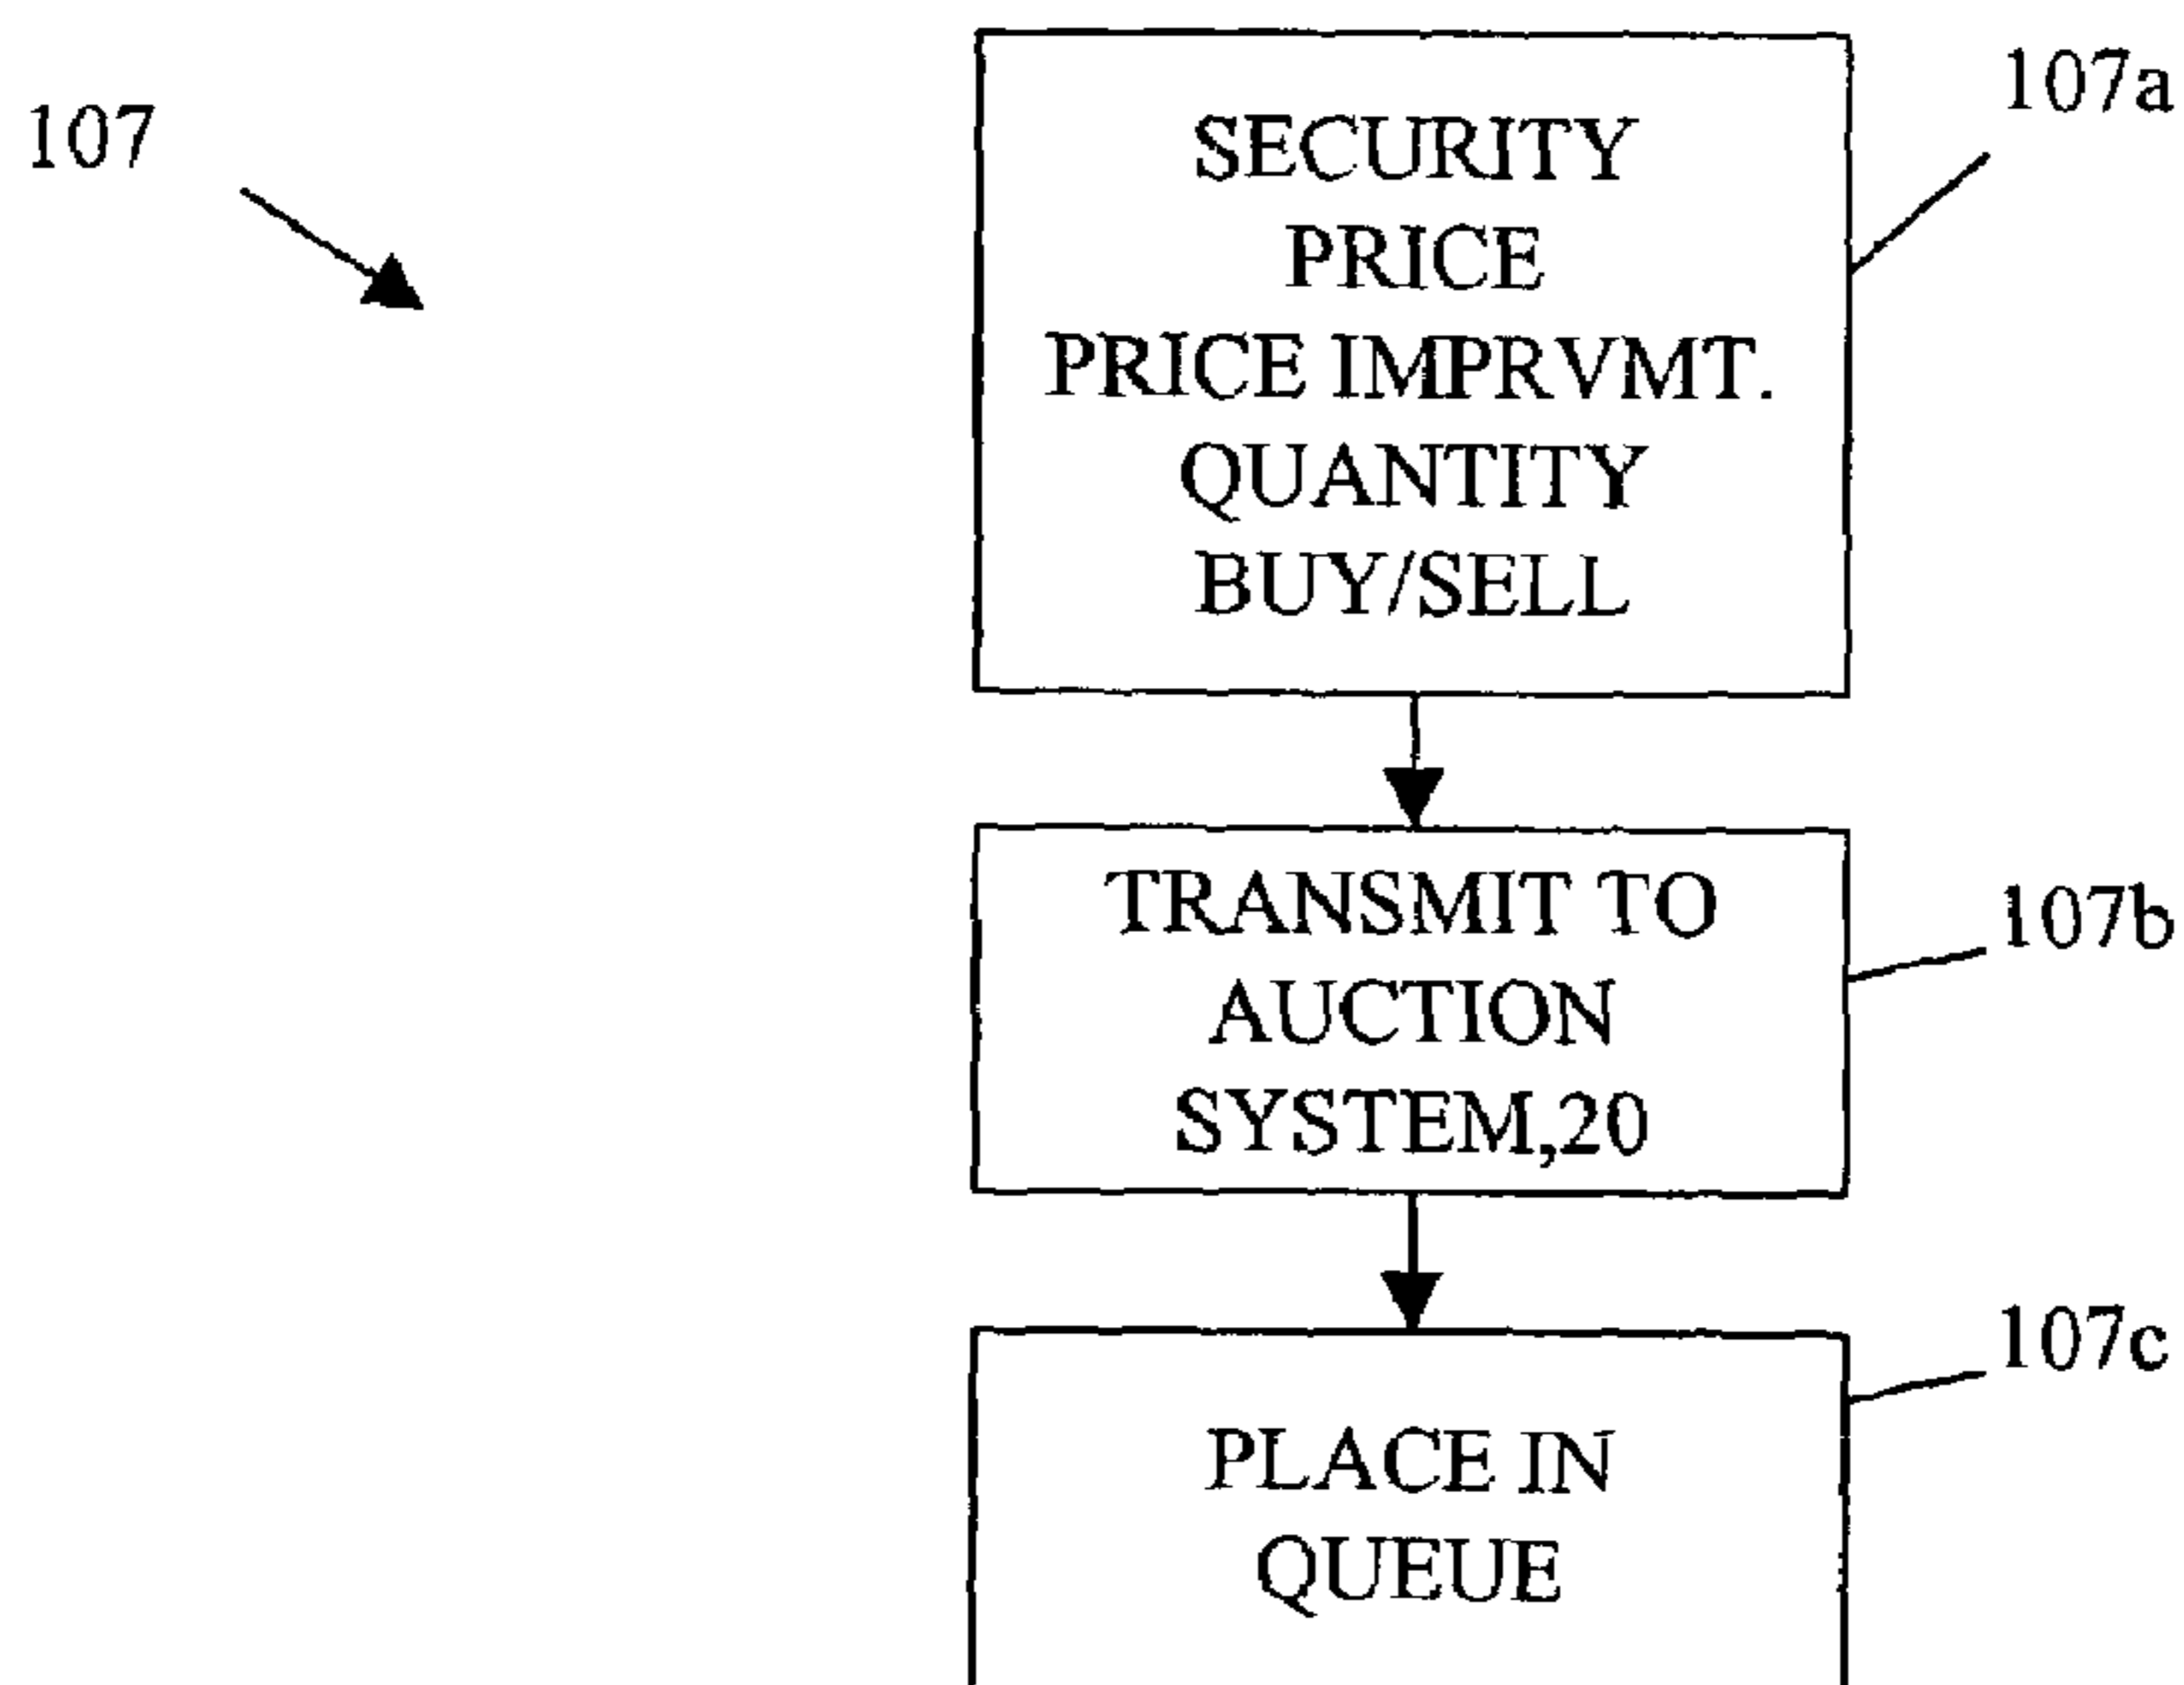 107
107a
SECURITY
PRICE
PRICE IMPRVMT.
QUANTITY
BUY/SELL
TRANSMIT TO
AUCTION
SYSTEM,20
107b
PLACE IN
QUEUE
107c